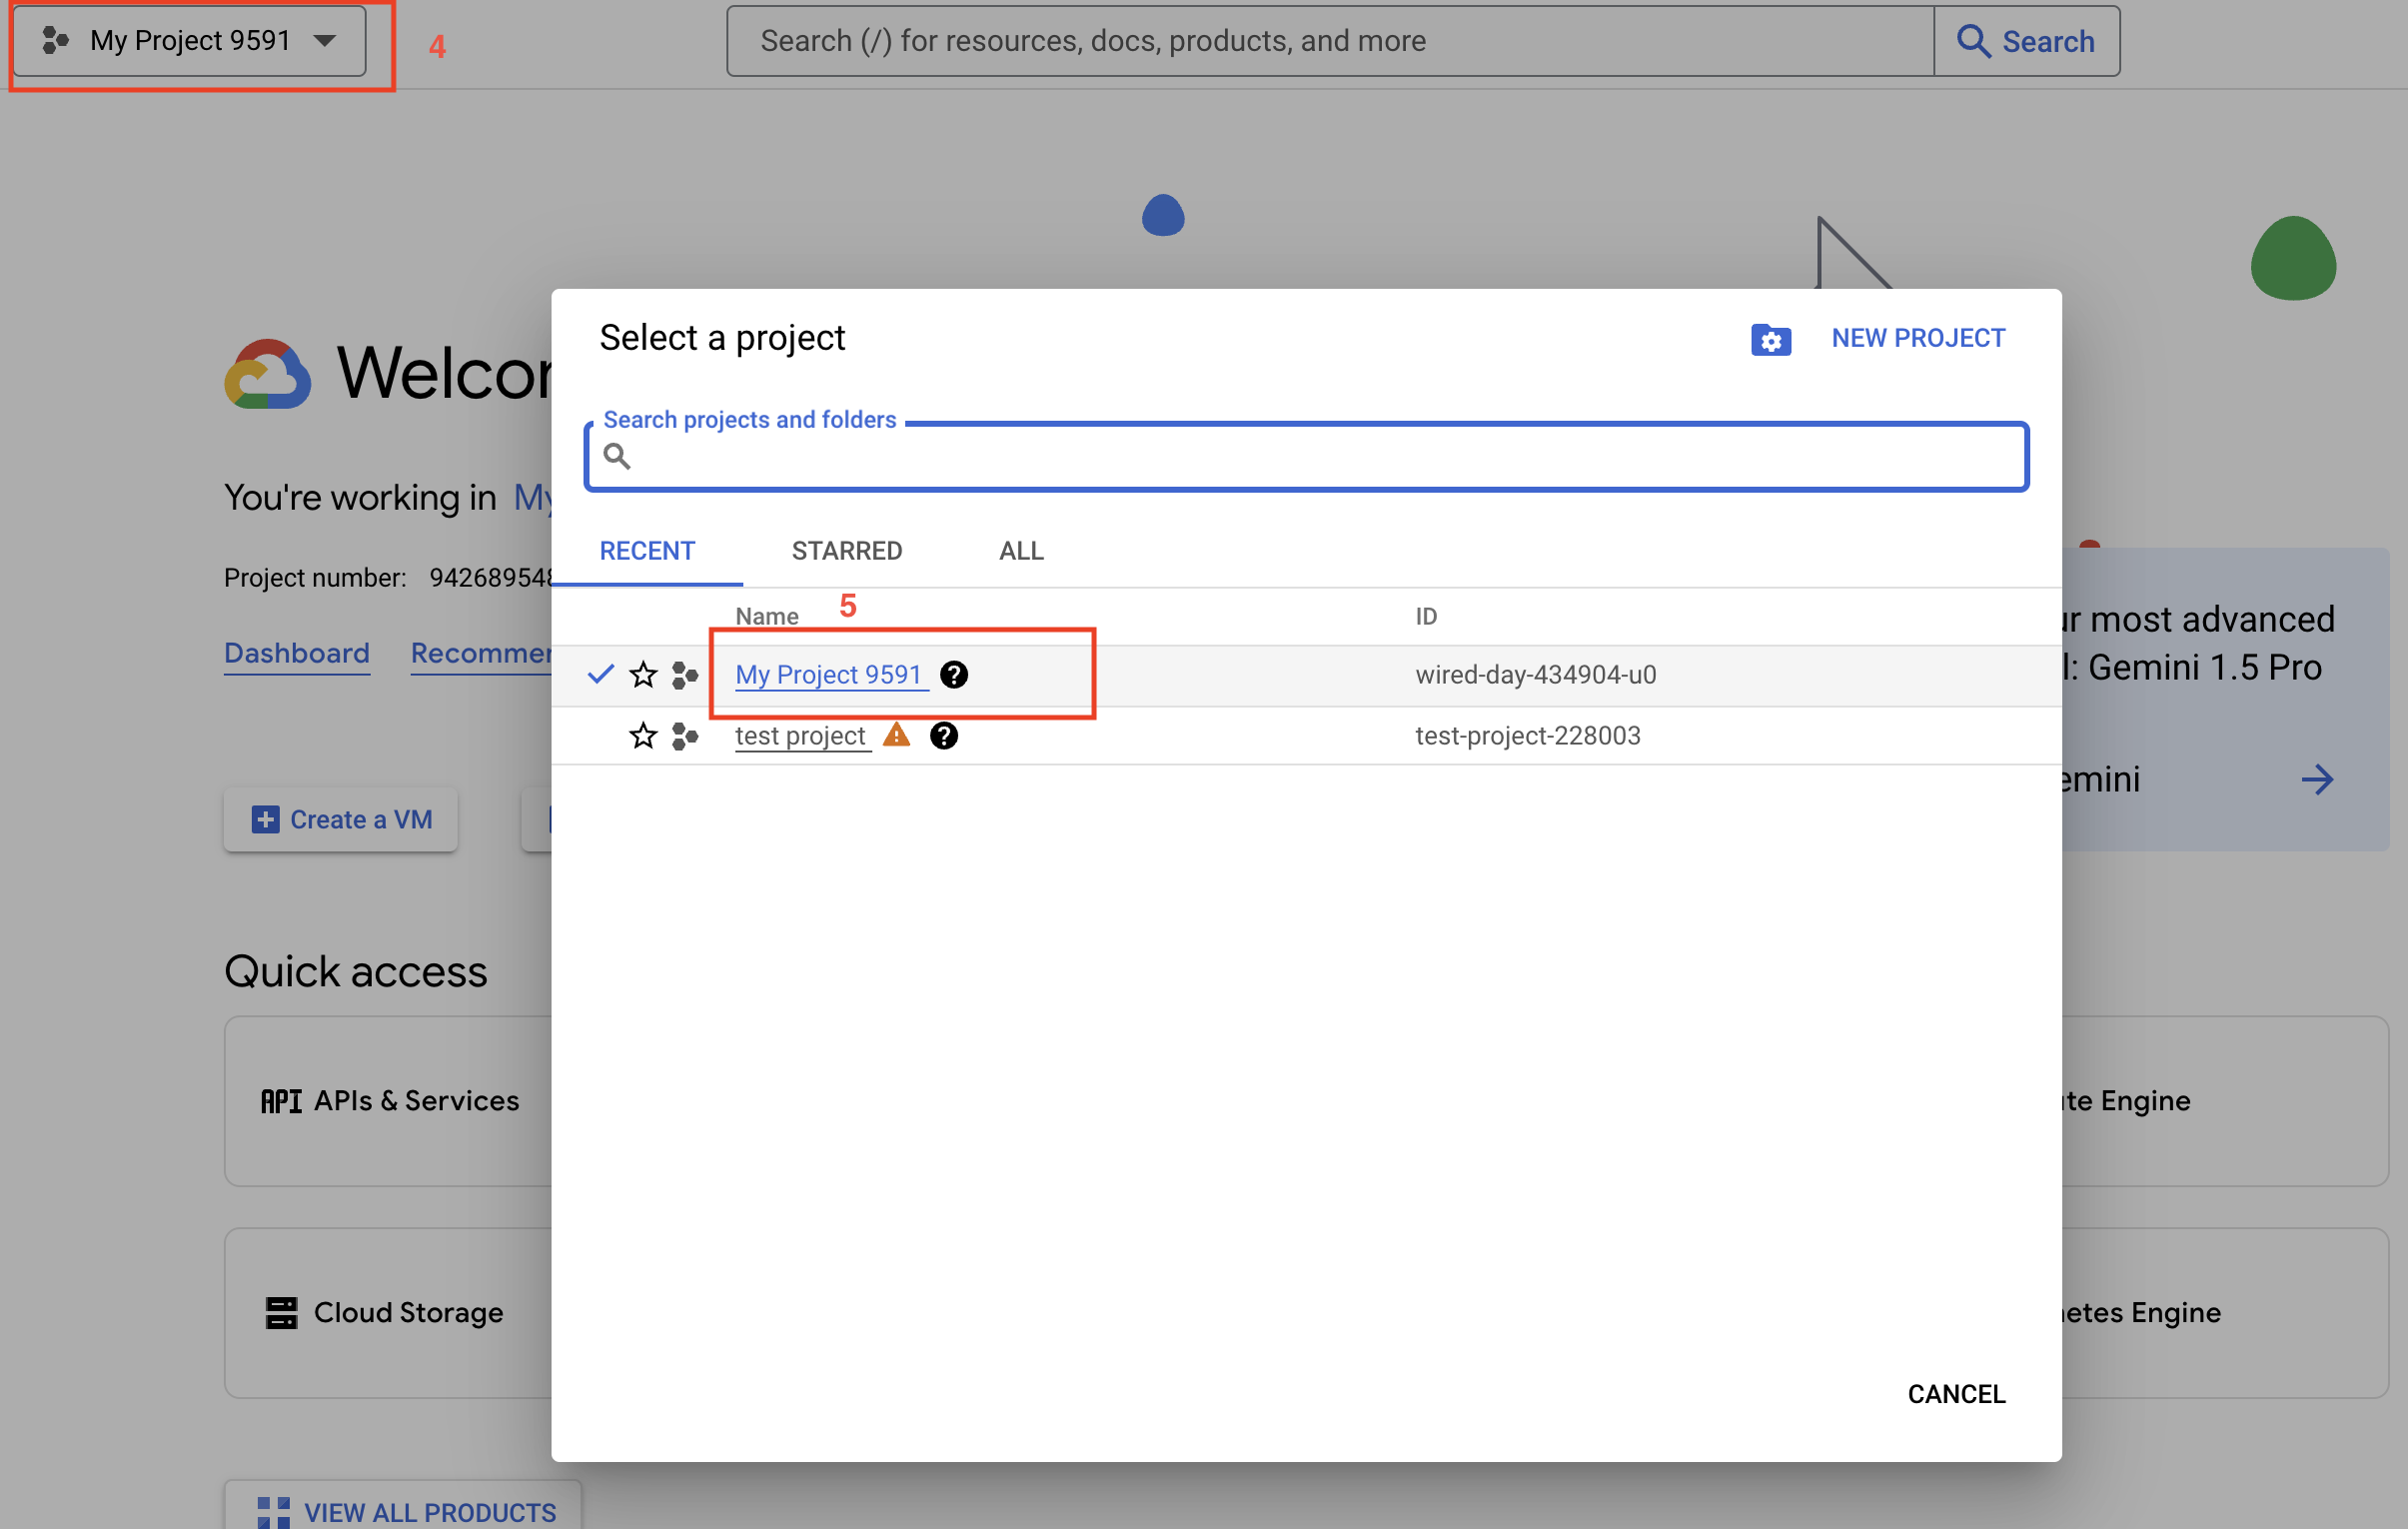 My Project 9591
4
Search (/) for resources, docs, products, and more
Search
Select a project
NEW PROJECT
Welcor
Search projects and folders
You're working in My
RECENT
STARRED
ALL
Project number: 94268954
Name
5
ID
ur most advanced
Dashboard
Recommer
My Project 9591
wired-day-434904-u0
l: Gemini 1.5 Pro
test project
test-project-228003
emini
Create a VM
Quick access
API APIs & Services
te Engine
Cloud Storage
etes Engine
CANCEL
VIEW ALL PRODUCTS